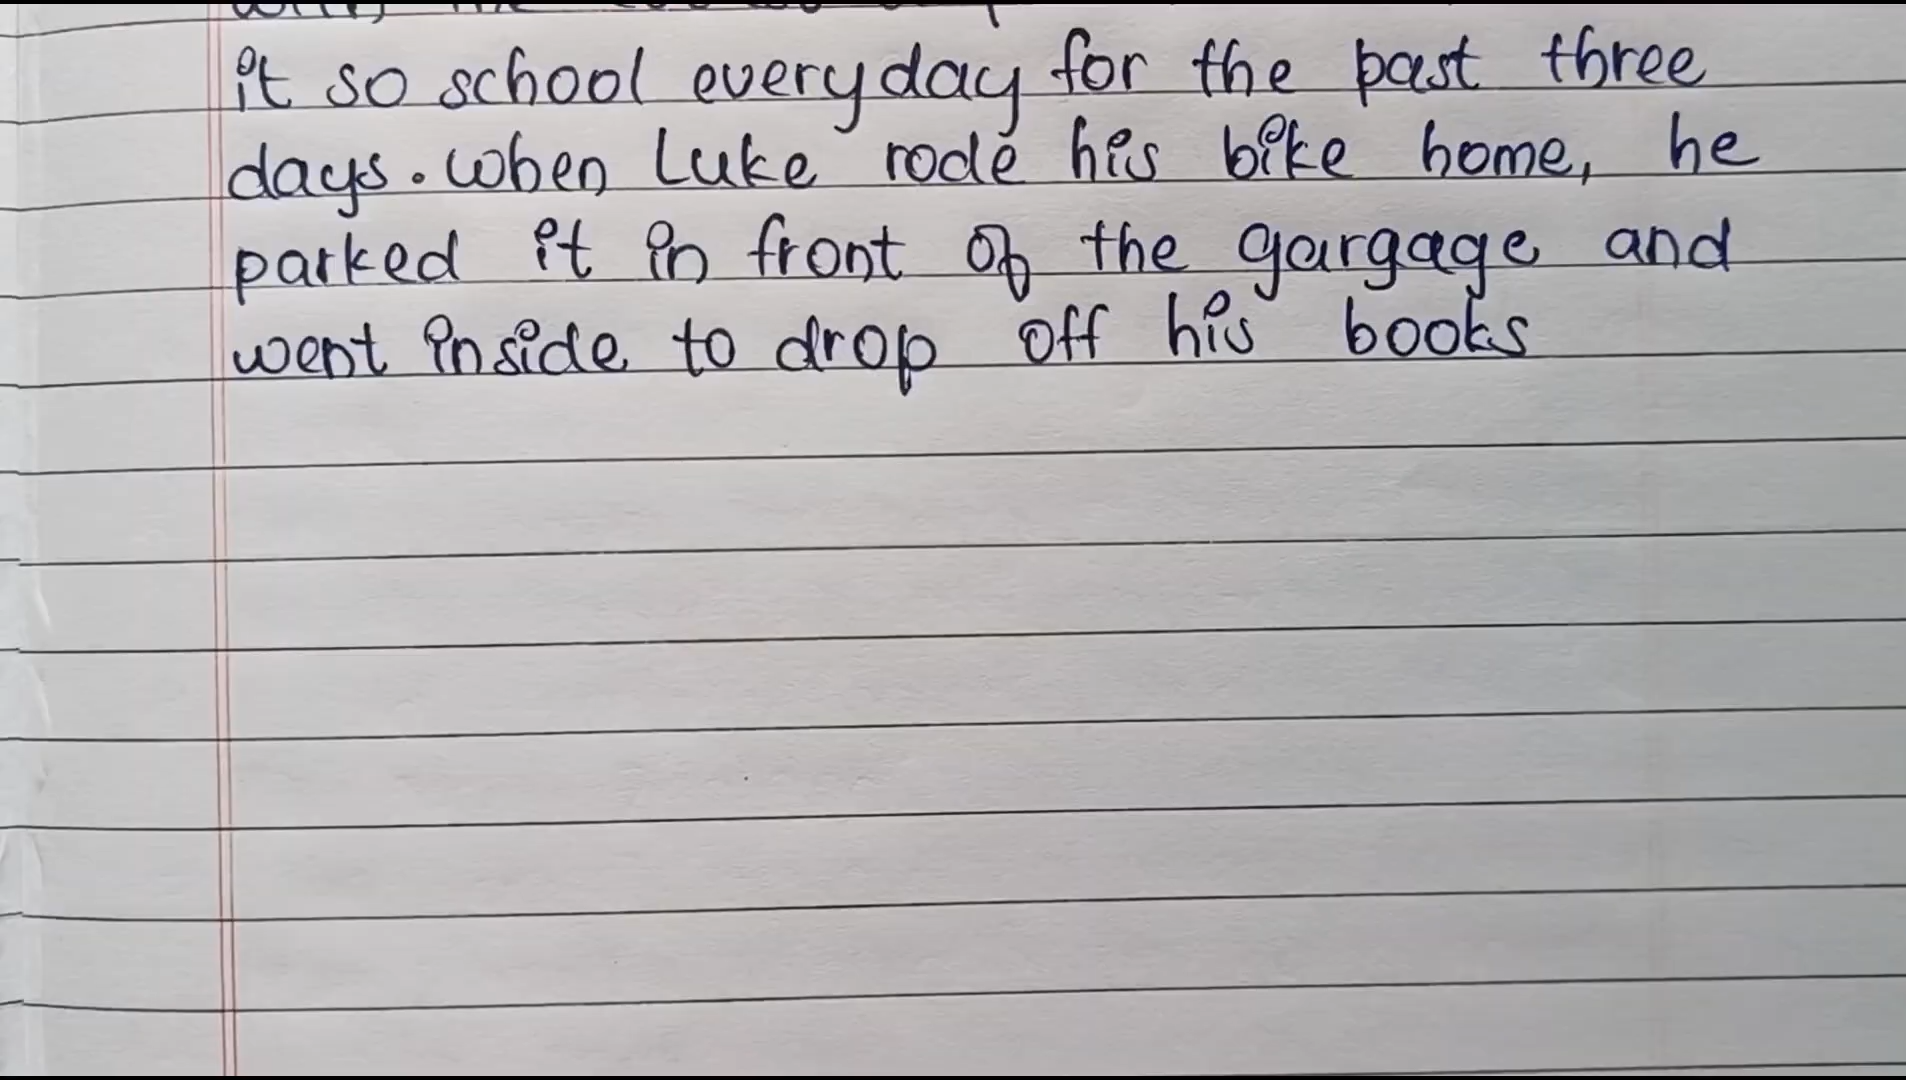 it so school everyday for the past three
days. When Luke rode his bike home, he
parked it in front of the gargage and
went inside to drop off his books